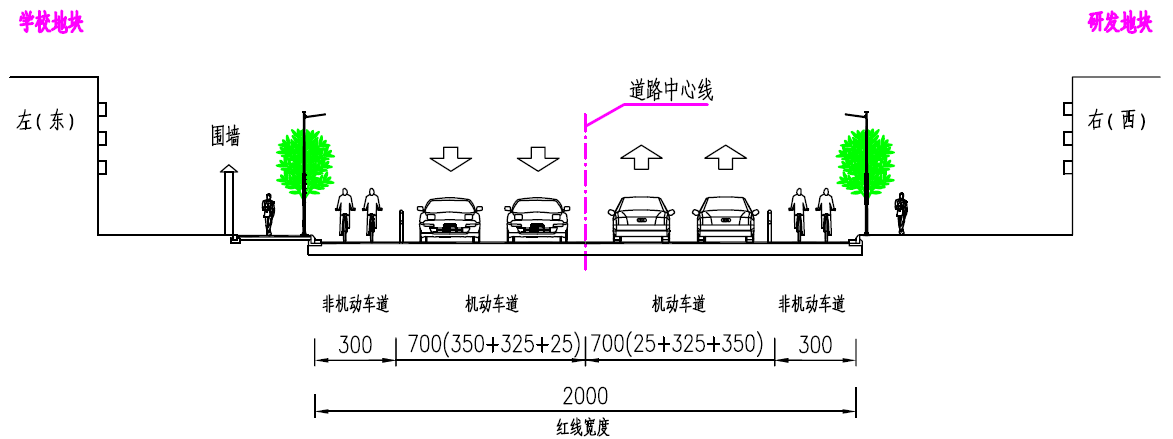 学校地块
研发地块
道路中心线
左(东)
围墙
右(西)
非机动车道
机动车道
机动车道
非机动车道
300
700(350+325+25)
700(25+325+350)
300
2000
红线宽度